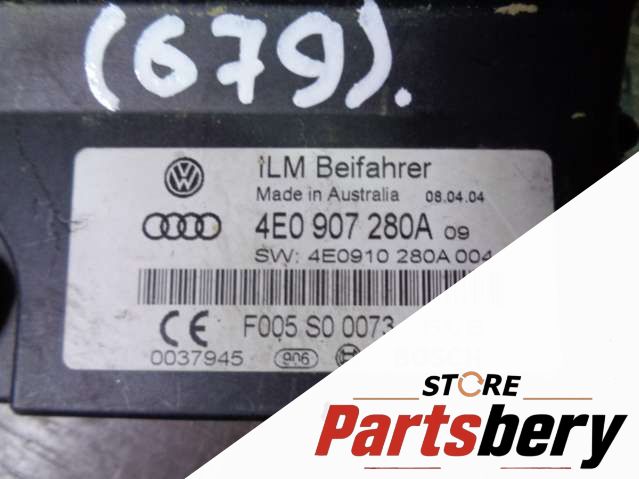 (679).
iLM Beifahrer
Made in Australia 08.04.04
4E0 907 280A 09
SW: 4E0910 280A 004
F005 S0 0073
0037945 906
BOSCH
STORE
Partsbery